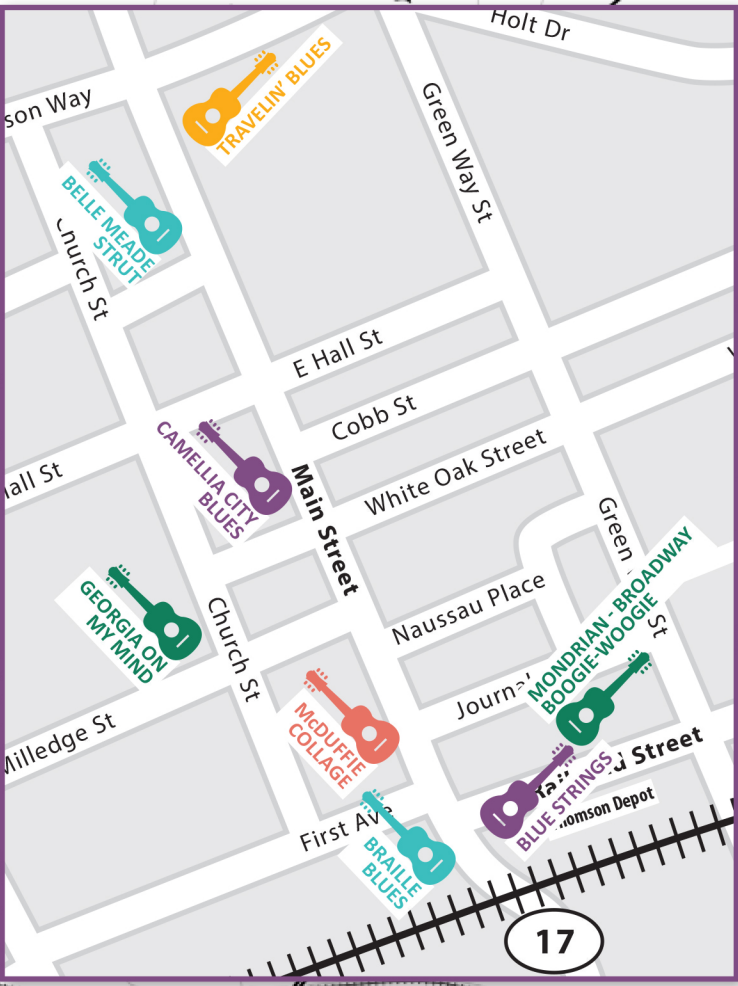 Holt Dr
son Way
TRAVELIN' BLUES
Green Way St
BELLE MEADE
STRUT
Church St
E Hall St
Cobb St
Hall St
CAMELLIA CITY
BLUES
White Oak Street
Main Street
Green
St
GEORGIA ON
MY MIND
Church St
Naussau Place
MONDRIAN - BROADWAY
BOOGIE-WOOGIE
Milledge St
McDUFFIE
COLLAGE
Journal
Street
BLUE STRINGS
homson Depot
First Ave
BRAILLE
BLUES
17